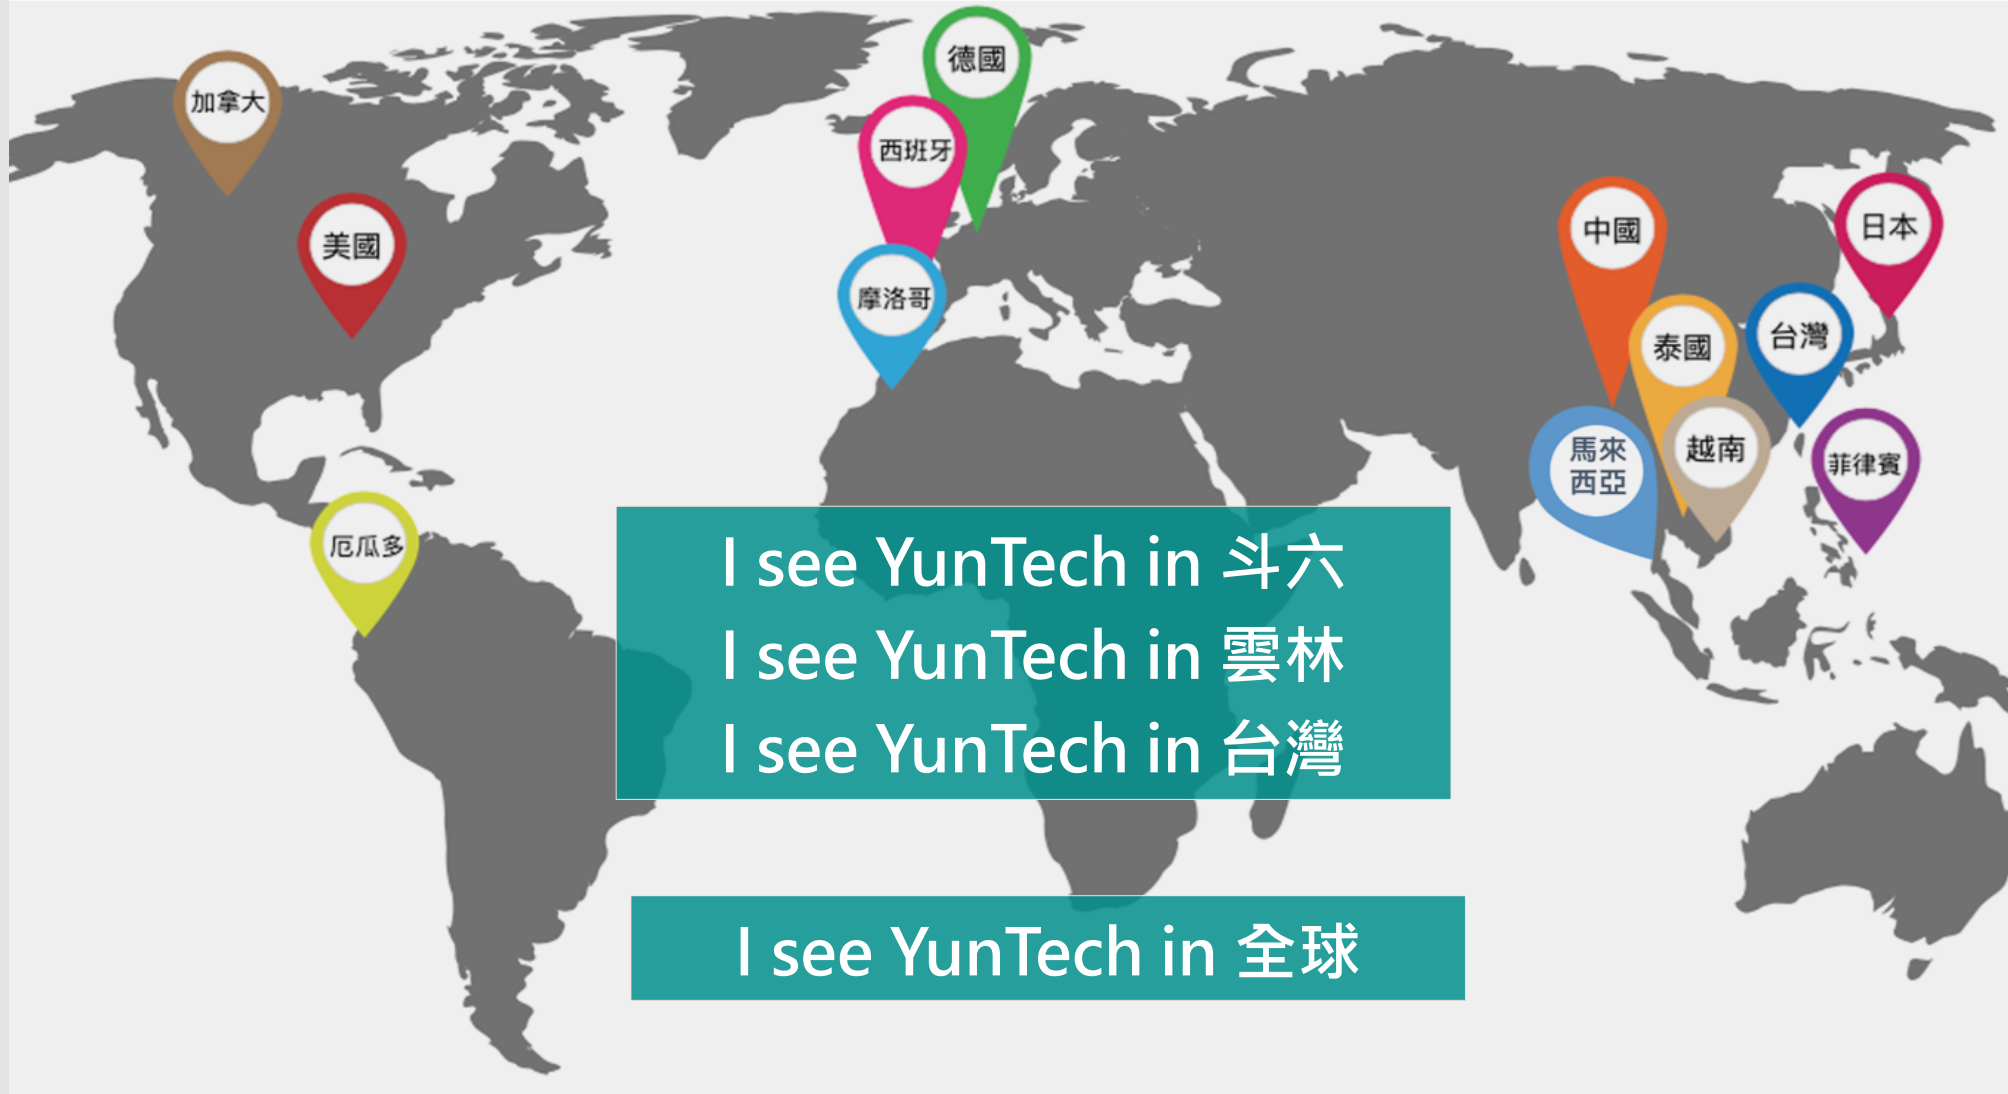 加拿大
美國
厄瓜多
德國
西班牙
摩洛哥
中國
日本
泰國
台灣
馬來
西亞
越南
菲律賓
I see YunTech in 斗六
I see YunTech in 雲林
I see YunTech in 台灣
I see YunTech in 全球